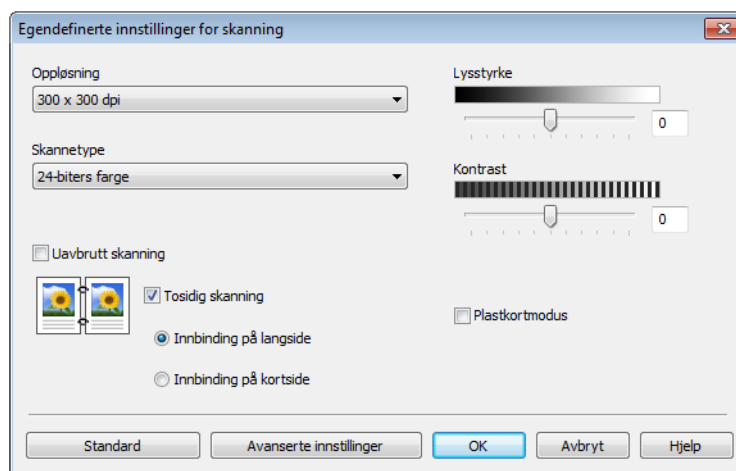 Egendefinerte innstillinger for skanning
Oppløsning
300 x 300 dpi
Skannetype
24-biters farge
Uavbrutt skanning
Tosidig skanning
Innbinding på langside
Innbinding på kortside
Lysstyrke
0
Kontrast
0
Plastkortmodus
Standard
Avanserte innstillinger
OK
Avbryt
Hjelp